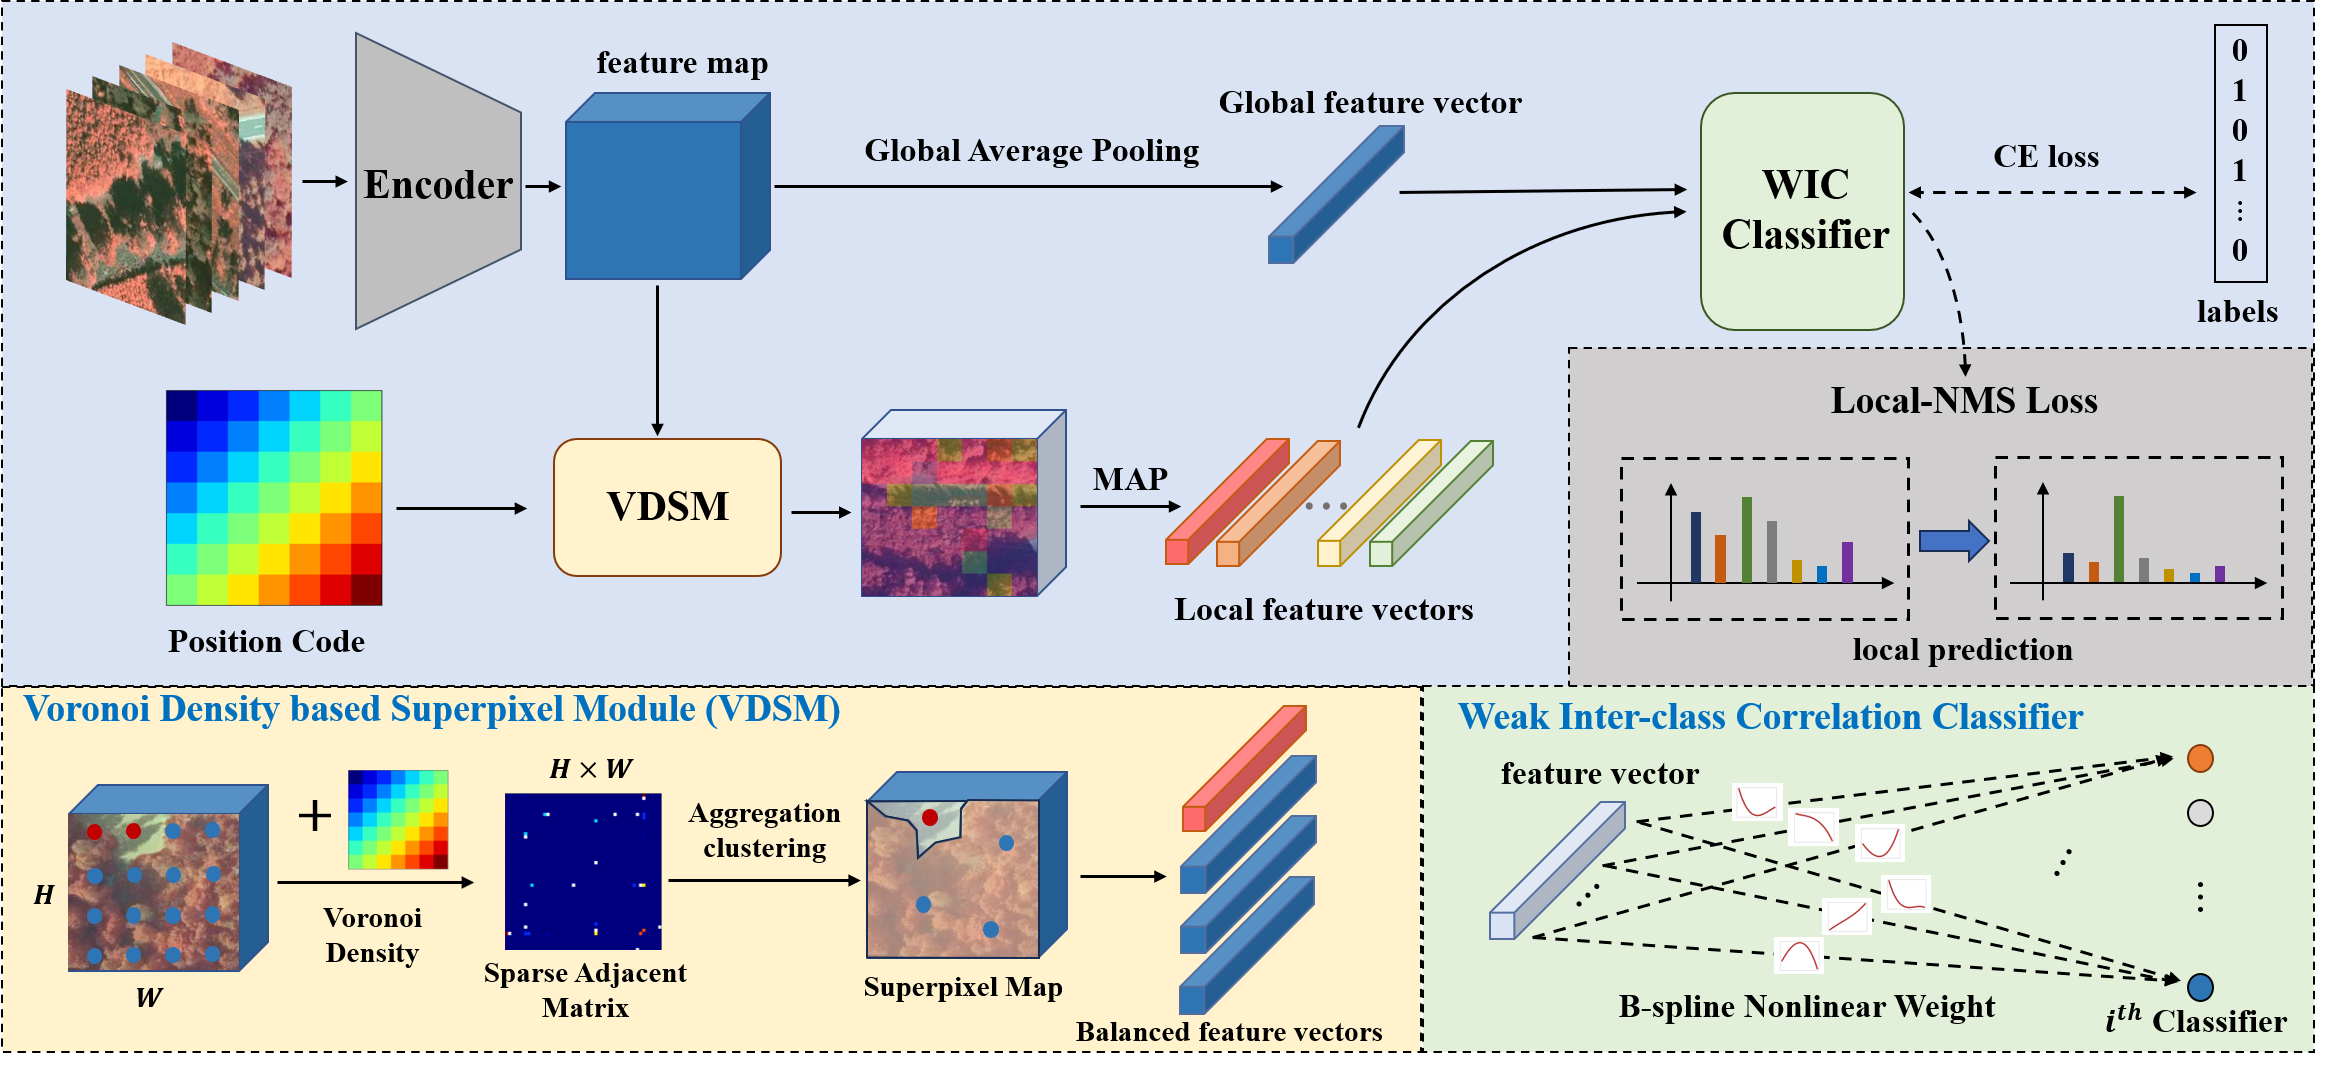 feature map
Encoder
Global Average Pooling
Global feature vector
WIC
Classifier
CE loss
0
1
0
1
⋮
0
labels
Position Code
VDSM
MAP
Local feature vectors
Local-NMS Loss
local prediction
Voronoi Density based Superpixel Module (VDSM)
H
W
+
Voronoi
Density
H × W
Sparse Adjacent
Matrix
Aggregation
clustering
Superpixel Map
Balanced feature vectors
Weak Inter-class Correlation Classifier
feature vector
B-spline Nonlinear Weight
i^th Classifier